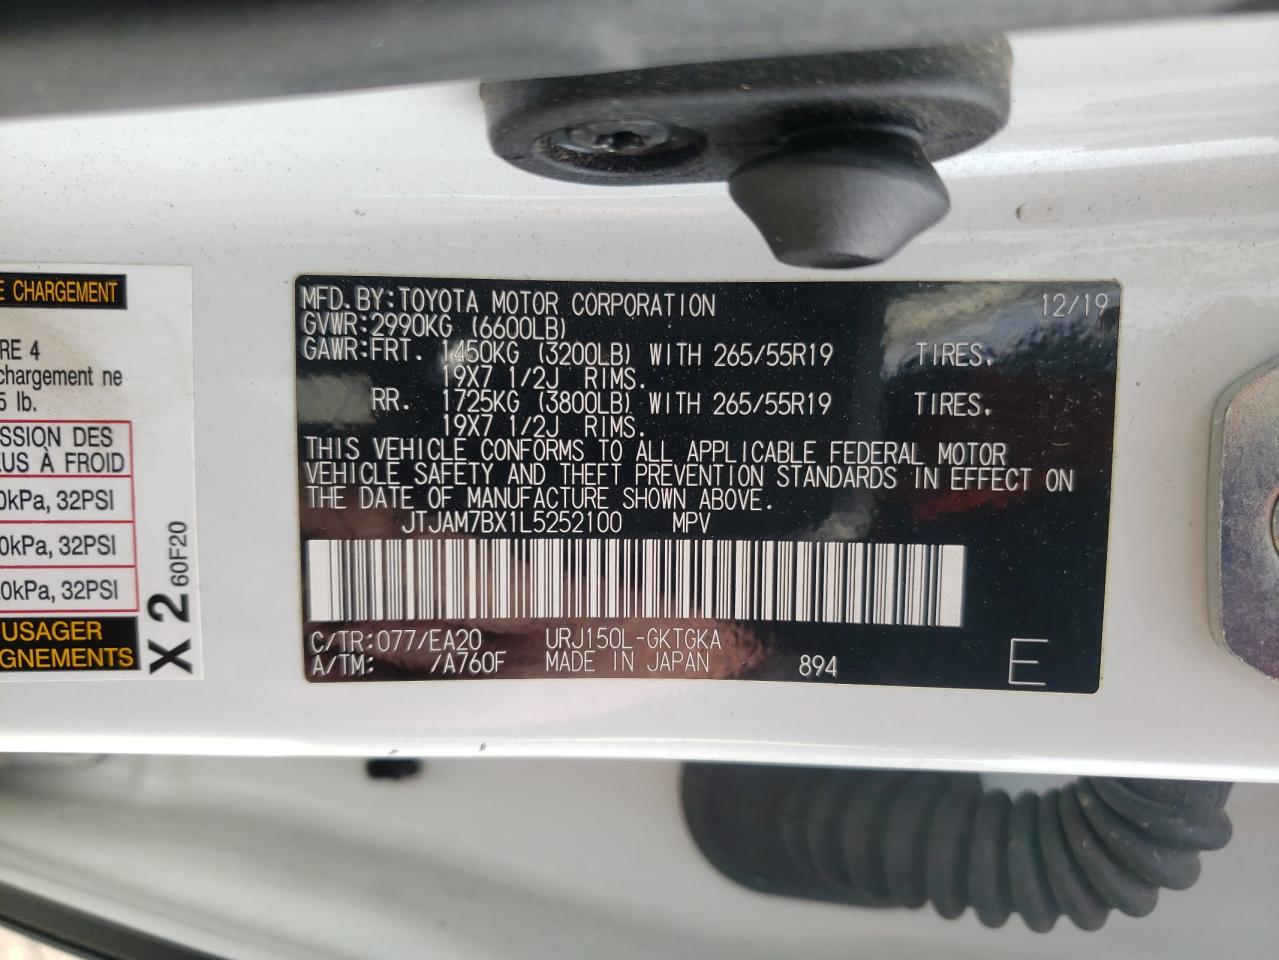 E CHARGEMENT
RE 4
chargement ne
5 lb.
SSION DES
EUS À FROID
0kPa, 32PSI
0kPa, 32PSI
0kPa, 32PSI
USAGER
GNEMENTS
X 2
60F20
MFD. BY: TOYOTA MOTOR CORPORATION 12/19
GVWR: 2990KG (6600LB)
GAWR: FRT. 1450KG (3200LB) WITH 265/55R19 TIRES.
19X7 1/2J RIMS.
RR. 1725KG (3800LB) WITH 265/55R19 TIRES.
19X7 1/2J RIMS.
THIS VEHICLE CONFORMS TO ALL APPLICABLE FEDERAL MOTOR
VEHICLE SAFETY AND THEFT PREVENTION STANDARDS IN EFFECT ON
THE DATE OF MANUFACTURE SHOWN ABOVE.
JTJAM7BX1L5252100 MPV
C/TR: 077/EA20 URJ150L-GKTGKA
A/TM: /A760F MADE IN JAPAN 894 E